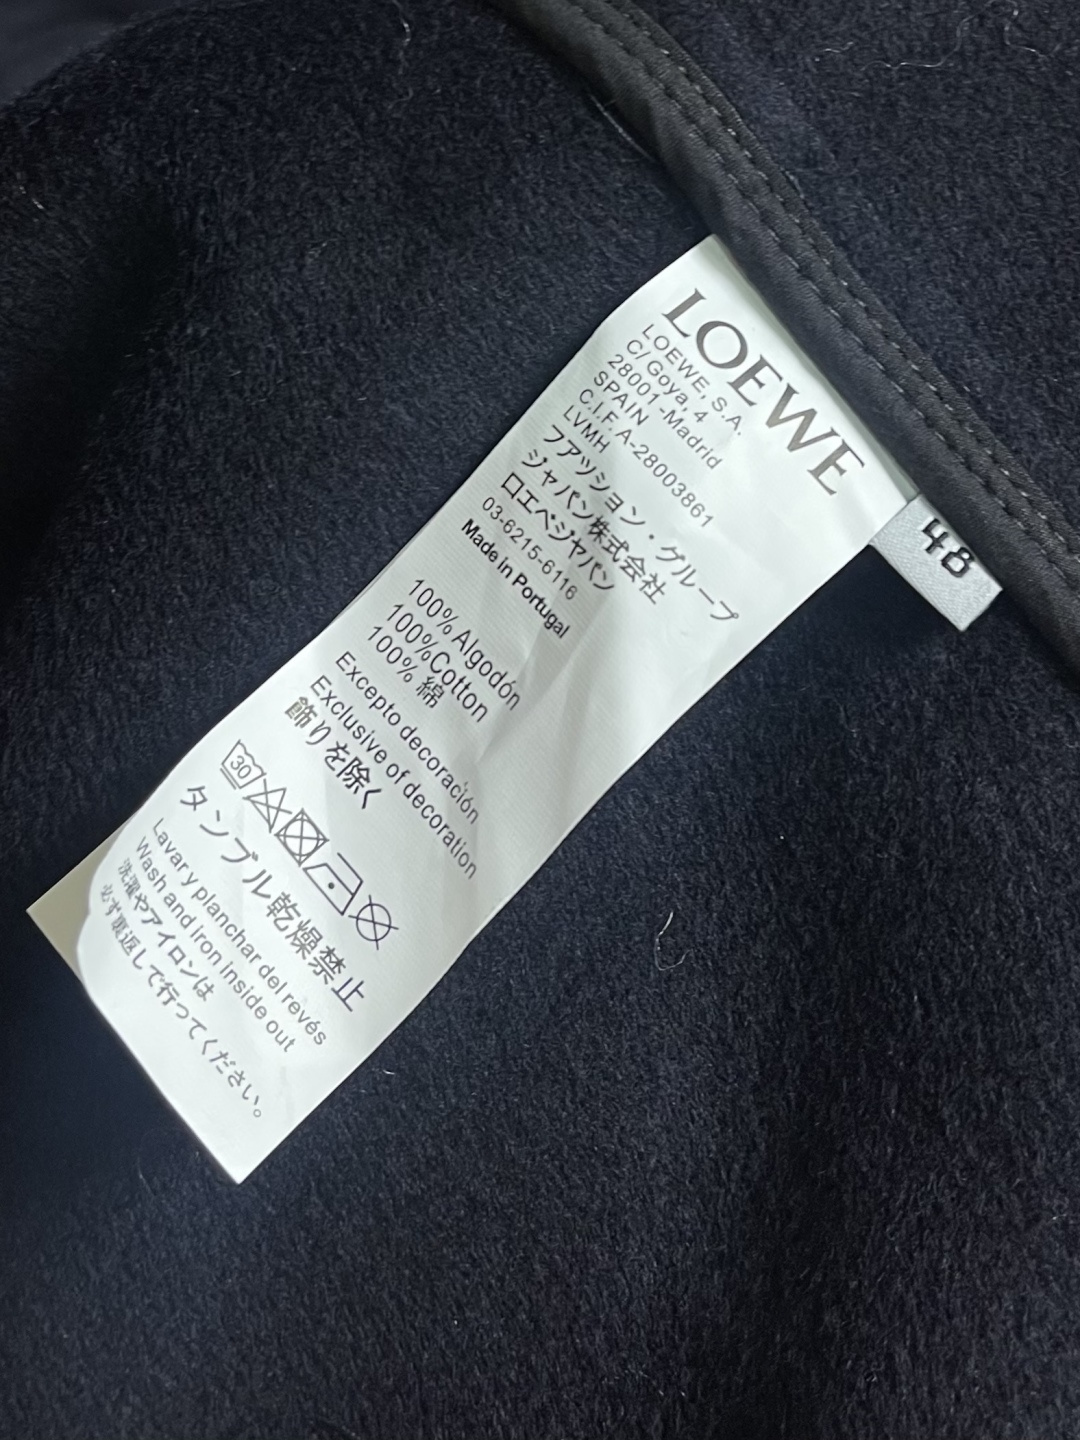 LOEWE
LOEWE, S.A.
C/ Goya, 4
28001 -Madrid
SPAIN
C.I.F. A-28003861
LVMH
フアッション・グループ
ジャパン株式会社
ロエベジャパン
03-6215-6116
Made in Portugal
100% Algodón
100%Cotton
100% 綿
Excepto decoración
Exclusive of decoration
飾りを除く
30
タンブル乾燥禁止
Lavar y planchar del revés
Wash and iron inside out
洗濯やアイロンは
必ず裏返しで行ってください。
48